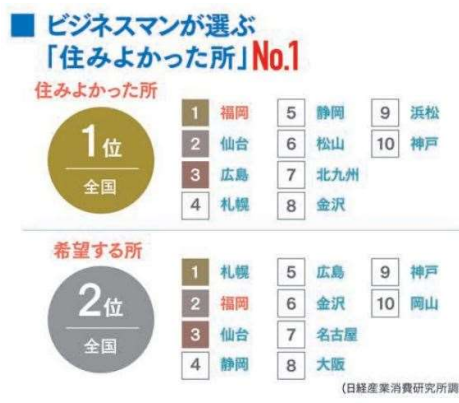 ビジネスマンが選ぶ
「住みよかった所」No.1
住みよかった所
1位
全国
1 福岡 5 静岡 9 浜松
2 仙台 6 松山 10 神戸
3 広島 7 北九州
4 札幌 8 金沢
希望する所
2位
全国
1 札幌 5 広島 9 神戸
2 福岡 6 金沢 10 岡山
3 仙台 7 名古屋
4 静岡 8 大阪
(日経産業消費研究所調